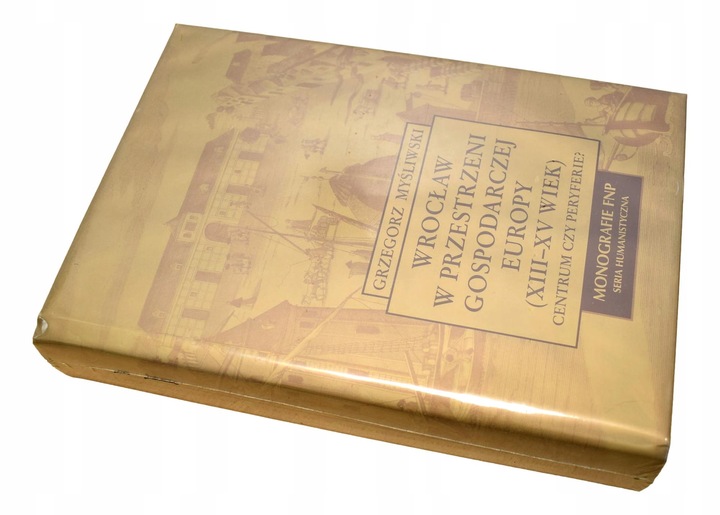 GRZEGORZ MYŚLIWSKI
WROCŁAW
W PRZESTRZENI
GOSPODARCZEJ
EUROPY
(XIII–XV WIEK)
CENTRUM CZY PERYFERIE?
MONOGRAFIE FNP
SERIA HUMANISTYCZNA